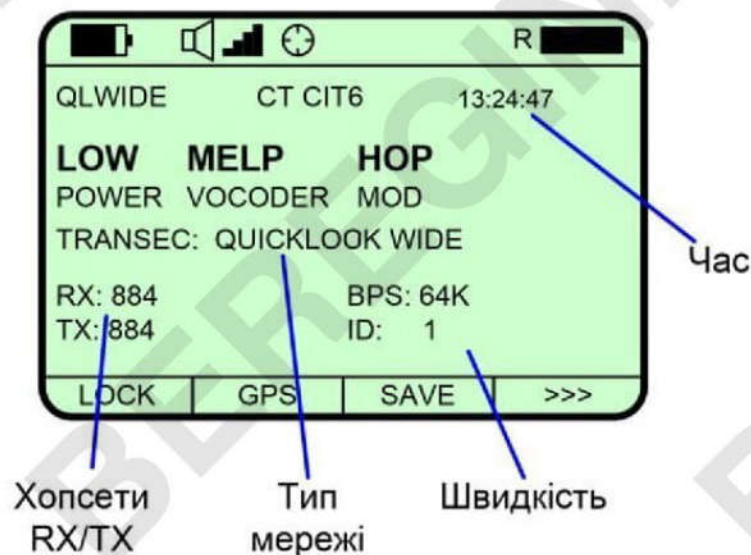 R
QLWIDE CT CIT6 13:24:47
LOW MELP HOP
POWER VOCODER MOD
TRANSEC: QUICKLOOK WIDE
RX: 884 BPS: 64K
TX: 884 ID: 1
LOCK GPS SAVE >>>
Час
Хопсети Тип Швидкість
RX/TX мережі
BEREGIN